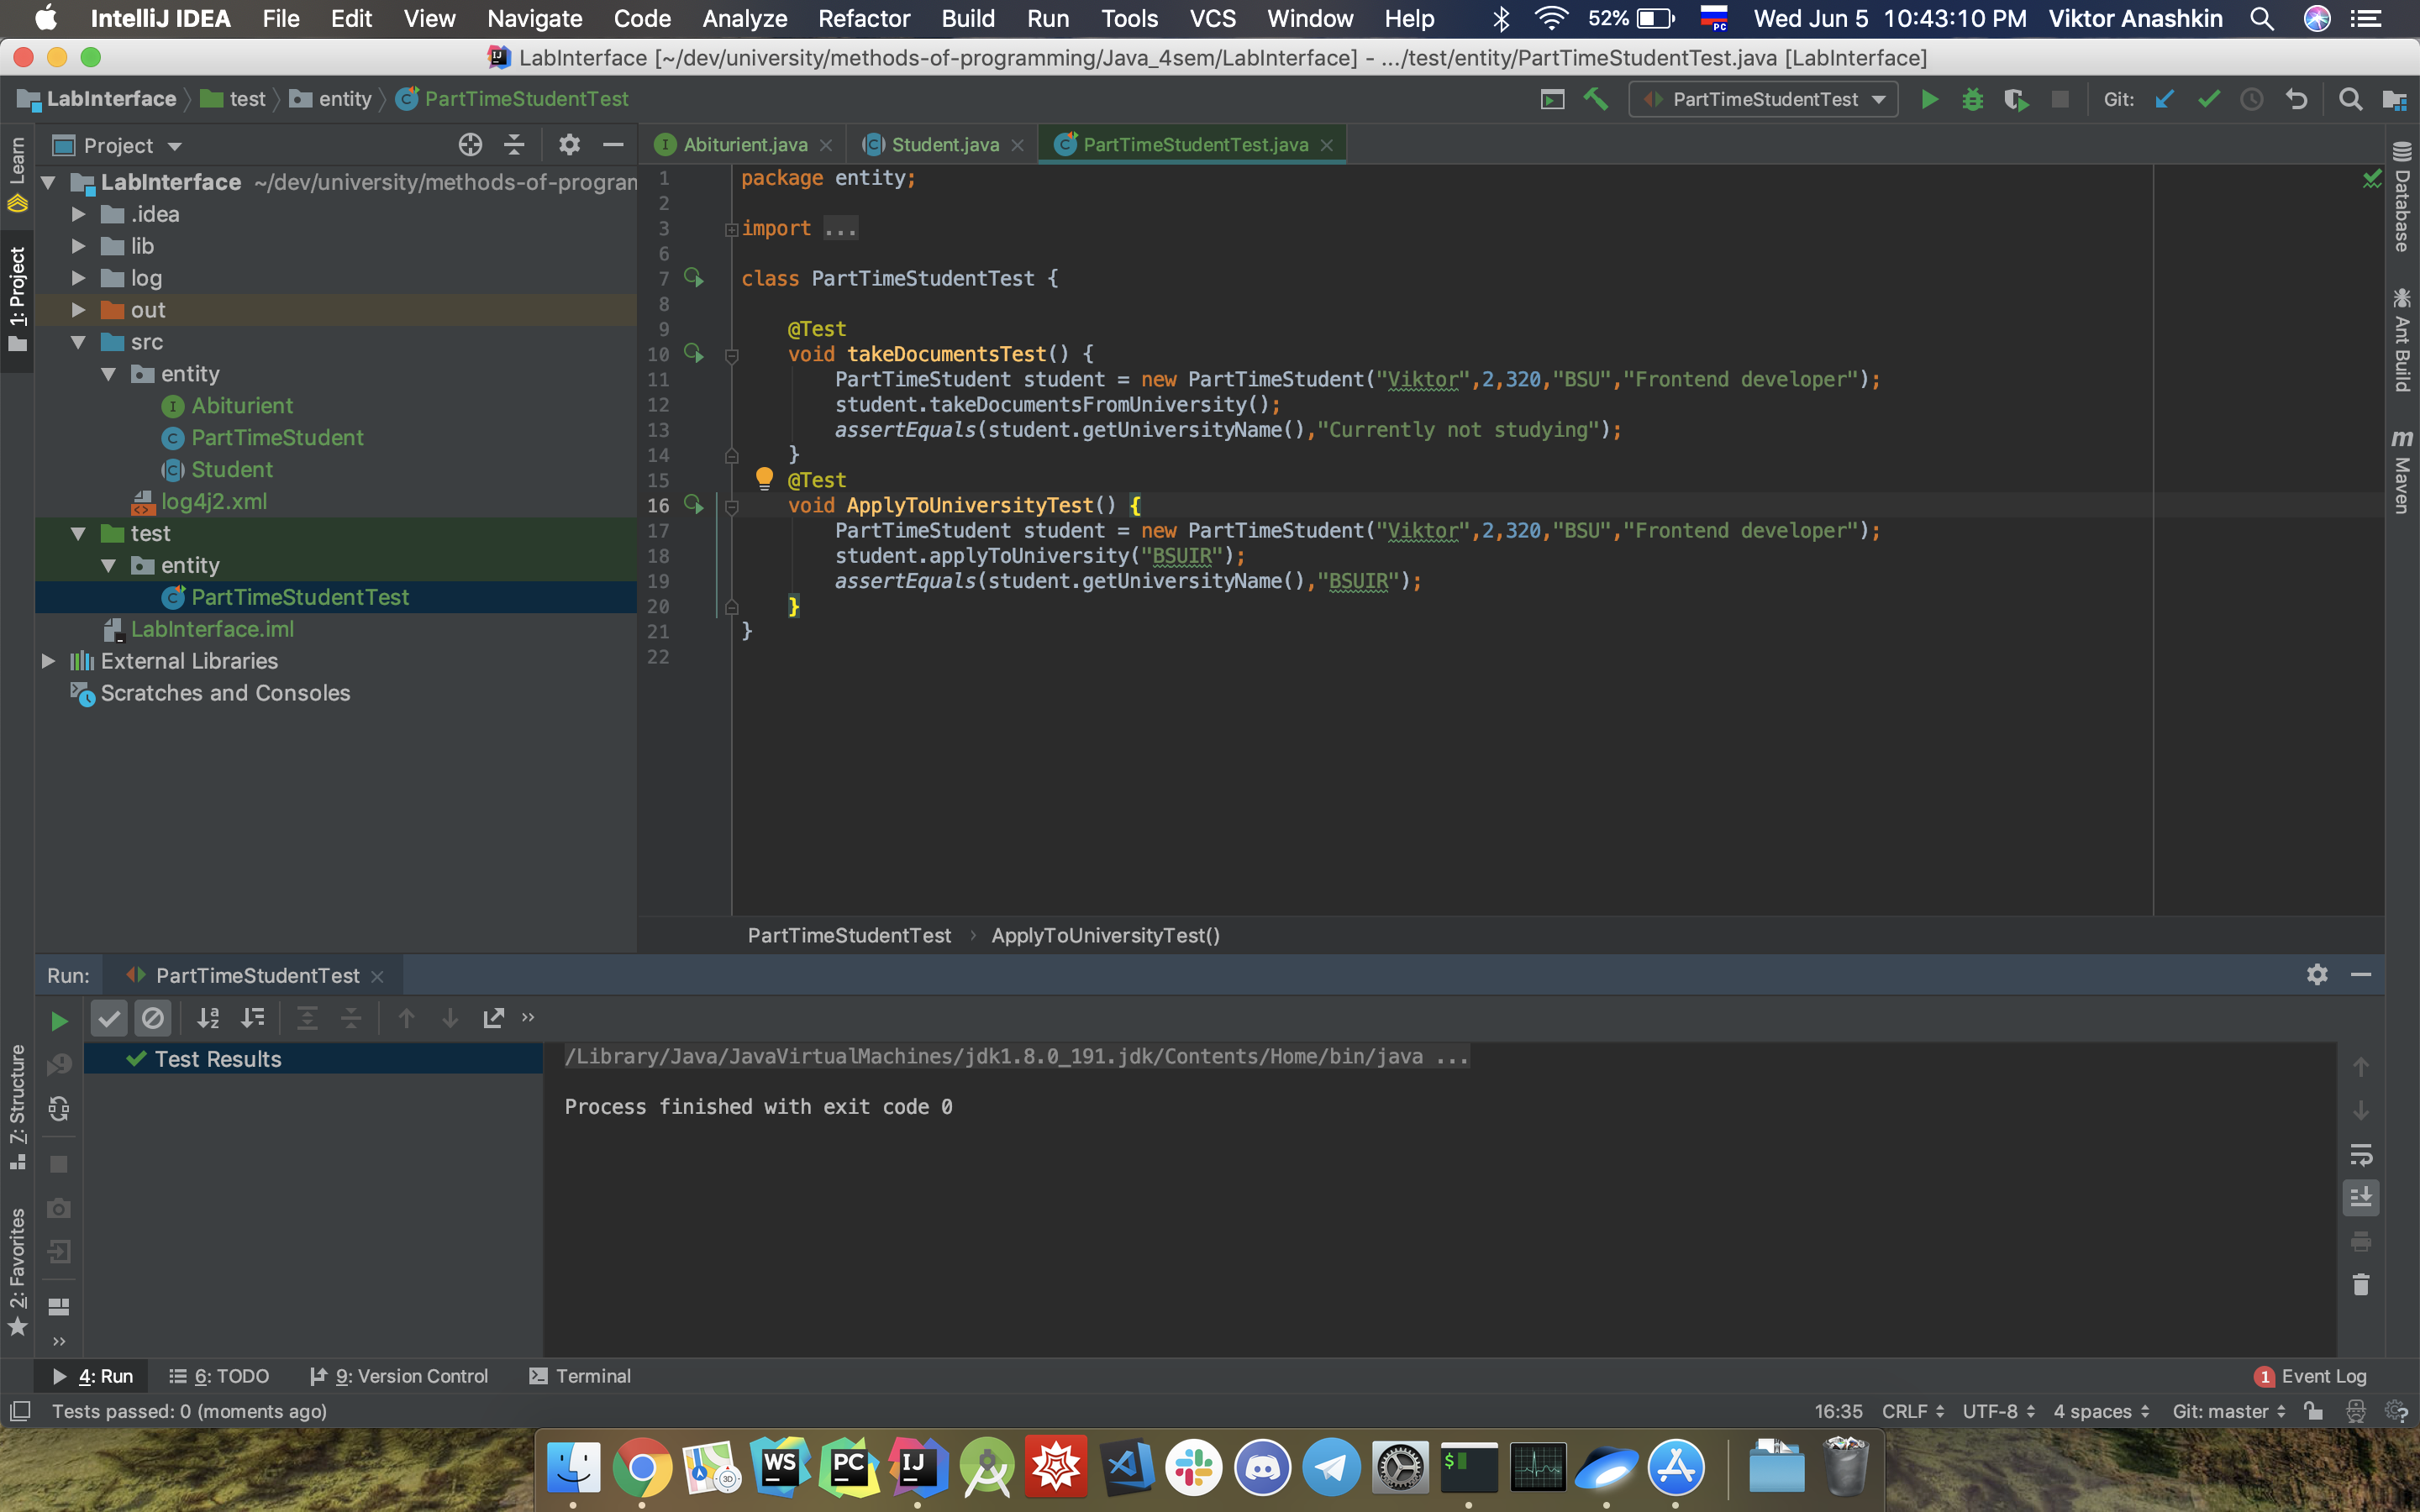 IntelliJ IDEA File Edit View Navigate Code Analyze Refactor Build Run Tools VCS Window Help 52% РС Wed Jun 5 10:43:10 PM Viktor Anashkin
LabInterface [~/dev/university/methods-of-programming/Java_4sem/LabInterface] - .../test/entity/PartTimeStudentTest.java [LabInterface]
LabInterface test entity PartTimeStudentTest PartTimeStudentTest Git:
Project Abiturient.java Student.java PartTimeStudentTest.java
Learn
1: Project
7: Structure
2: Favorites
LabInterface ~/dev/university/methods-of-program
.idea
lib
log
out
src
entity
Abiturient
PartTimeStudent
Student
log4j2.xml
test
entity
PartTimeStudentTest
LabInterface.iml
External Libraries
Scratches and Consoles
1 package entity;
2
3 import ...
6
7 class PartTimeStudentTest {
8
9 @Test
10 void takeDocumentsTest() {
11 PartTimeStudent student = new PartTimeStudent("Viktor",2,320,"BSU","Frontend developer");
12 student.takeDocumentsFromUniversity();
13 assertEquals(student.getUniversityName(),"Currently not studying");
14 }
15 @Test
16 void ApplyToUniversityTest() {
17 PartTimeStudent student = new PartTimeStudent("Viktor",2,320,"BSU","Frontend developer");
18 student.applyToUniversity("BSUIR");
19 assertEquals(student.getUniversityName(),"BSUIR");
20 }
21 }
22
PartTimeStudentTest › ApplyToUniversityTest()
Database
Ant Build
m Maven
Run: PartTimeStudentTest
Test Results
/Library/Java/JavaVirtualMachines/jdk1.8.0_191.jdk/Contents/Home/bin/java ...
Process finished with exit code 0
4: Run 6: TODO 9: Version Control Terminal 1 Event Log
Tests passed: 0 (moments ago) 16:35 CRLF UTF-8 4 spaces Git: master
3D WS PC IJ $